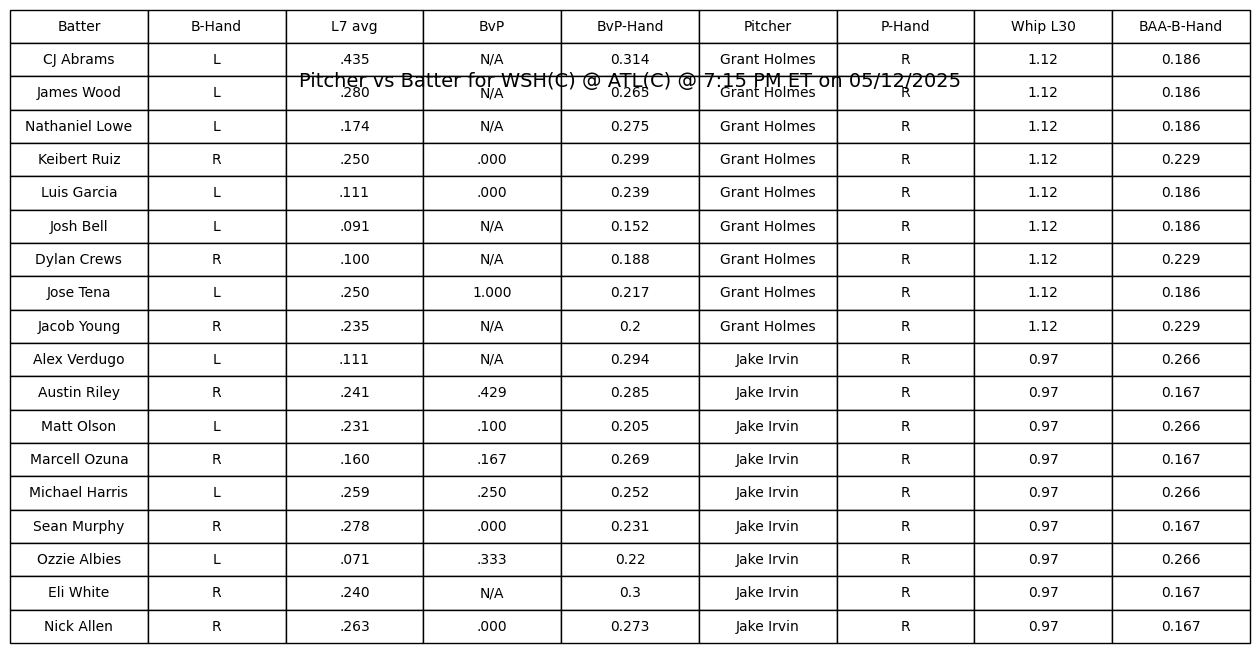 Batter B-Hand L7 avg BvP BvP-Hand Pitcher P-Hand Whip L30 BAA-B-Hand
CJ Abrams L .435 N/A 0.314 Grant Holmes R 1.12 0.186
Pitcher vs Batter for WSH(C) @ ATL(C) @ 7:15 PM ET on 05/12/2025
James Wood L .280 N/A 0.265 Grant Holmes R 1.12 0.186
Nathaniel Lowe L .174 N/A 0.275 Grant Holmes R 1.12 0.186
Keibert Ruiz R .250 .000 0.299 Grant Holmes R 1.12 0.229
Luis Garcia L .111 .000 0.239 Grant Holmes R 1.12 0.186
Josh Bell L .091 N/A 0.152 Grant Holmes R 1.12 0.186
Dylan Crews R .100 N/A 0.188 Grant Holmes R 1.12 0.229
Jose Tena L .250 1.000 0.217 Grant Holmes R 1.12 0.186
Jacob Young R .235 N/A 0.2 Grant Holmes R 1.12 0.229
Alex Verdugo L .111 N/A 0.294 Jake Irvin R 0.97 0.266
Austin Riley R .241 .429 0.285 Jake Irvin R 0.97 0.167
Matt Olson L .231 .100 0.205 Jake Irvin R 0.97 0.266
Marcell Ozuna R .160 .167 0.269 Jake Irvin R 0.97 0.167
Michael Harris L .259 .250 0.252 Jake Irvin R 0.97 0.266
Sean Murphy R .278 .000 0.231 Jake Irvin R 0.97 0.167
Ozzie Albies L .071 .333 0.22 Jake Irvin R 0.97 0.266
Eli White R .240 N/A 0.3 Jake Irvin R 0.97 0.167
Nick Allen R .263 .000 0.273 Jake Irvin R 0.97 0.167